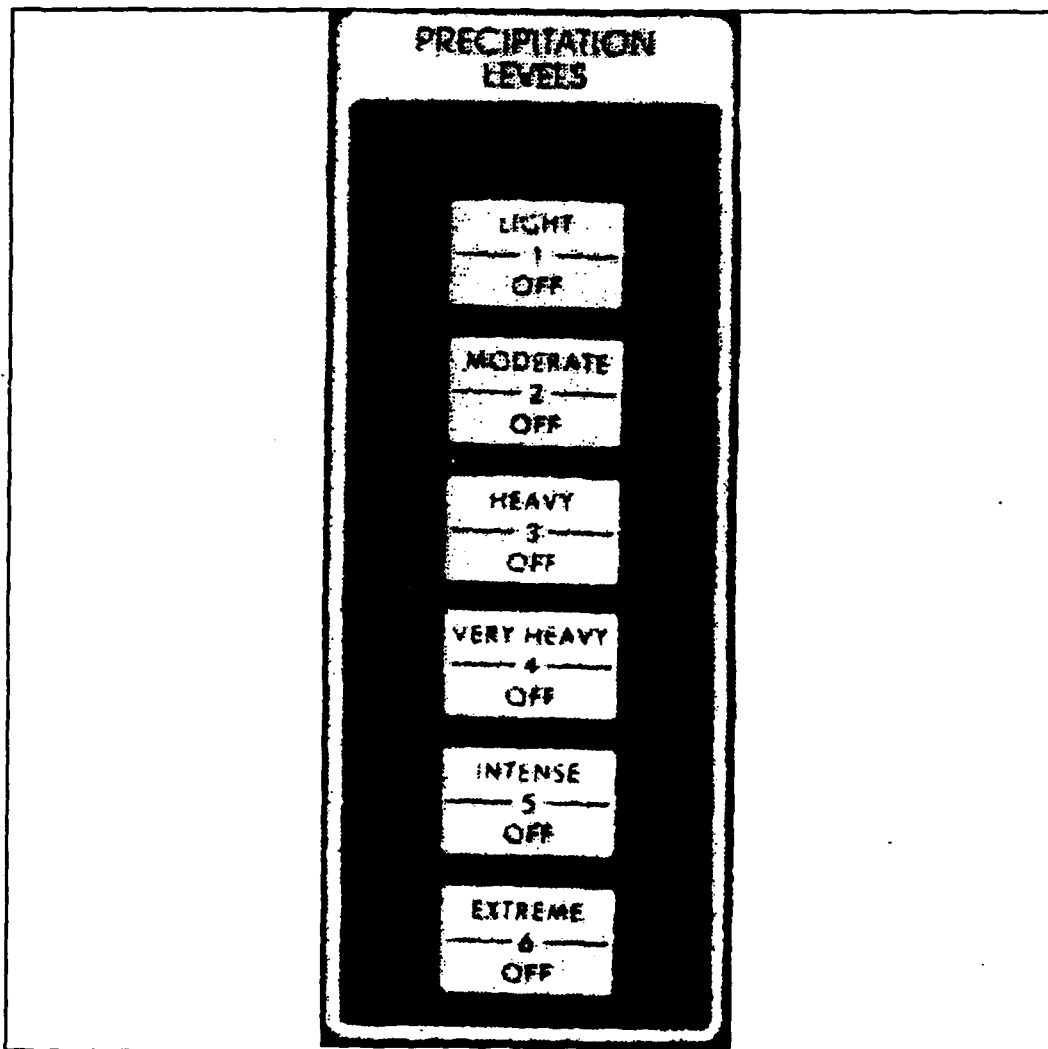 PRECIPITATION
LEVELS
LIGHT
1
OFF
MODERATE
2
OFF
HEAVY
3
OFF
VERY HEAVY
4
OFF
INTENSE
5
OFF
EXTREME
6
OFF